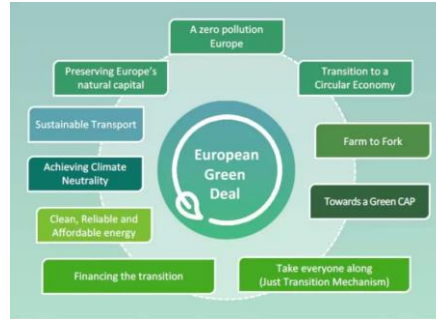 A zero pollution
Europe
Preserving Europe's
natural capital
Transition to a
Circular Economy
Sustainable Transport
Farm to Fork
European
Green
Deal
Achieving Climate
Neutrality
Towards a Green CAP
Clean, Reliable and
Affordable energy
Financing the transition
Take everyone along
(Just Transition Mechanism)